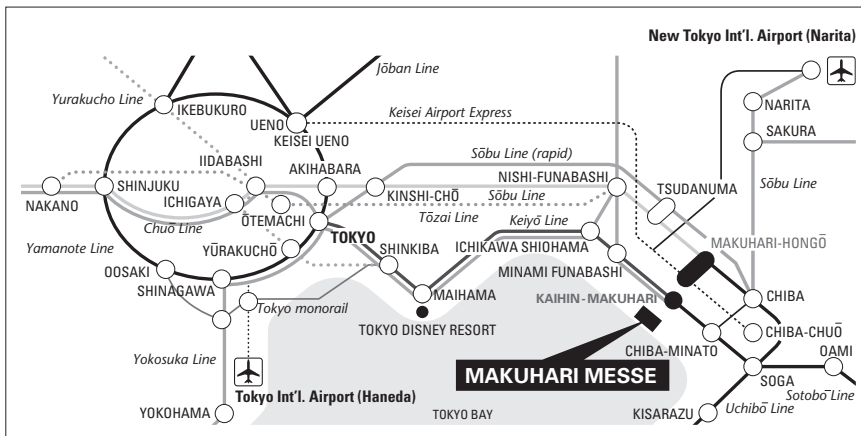 New Tokyo Int'l. Airport (Narita)
Jōban Line
Yurakucho Line
IKEBUKURO
Keisei Airport Express
NARITA
UENO
KEISEI UENO
SAKURA
IIDABASHI
AKIHABARA
Sōbu Line (rapid)
NISHI-FUNABASHI
TSUDANUMA
Sōbu Line
SHINJUKU
ICHIGAYA
KINSHI-CHŌ
Sōbu Line
NAKANO
ŌTEMACHI
Chuō Line
Tōzai Line
Keiyō Line
TOKYO
Yamanote Line
YŪRAKUCHŌ
SHINKIBA
ICHIKAWA SHIOHAMA
MAKUHARI-HONGŌ
OOSAKI
MINAMI FUNABASHI
SHINAGAWA
MAIHAMA
KAIHIN-MAKUHARI
CHIBA
Tokyo monorail
TOKYO DISNEY RESORT
CHIBA-CHUŌ
CHIBA-MINATO
OAMI
Yokosuka Line
MAKUHARI MESSE
SOGA
Tokyo Int'l. Airport (Haneda)
Sotobō Line
YOKOHAMA
TOKYO BAY
KISARAZU
Uchibō Line